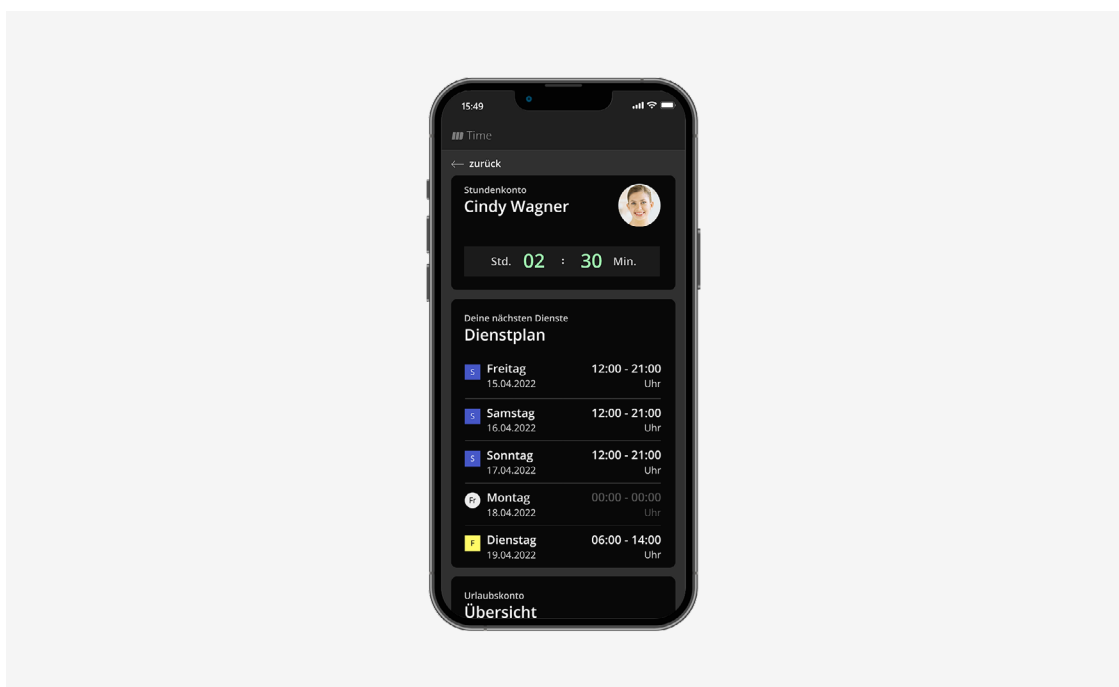 15:49
Time
← zurück
Stundenkonto
Cindy Wagner
Std. 02 : 30 Min.
Deine nächsten Dienste
Dienstplan
S Freitag 12:00 - 21:00
15.04.2022 Uhr
S Samstag 12:00 - 21:00
16.04.2022 Uhr
S Sonntag 12:00 - 21:00
17.04.2022 Uhr
Fr Montag 00:00 - 00:00
18.04.2022 Uhr
F Dienstag 06:00 - 14:00
19.04.2022 Uhr
Urlaubskonto
Übersicht